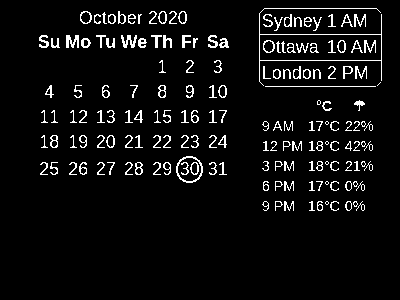 October 2020
Su Mo Tu We Th Fr Sa
1 2 3
4 5 6 7 8 9 10
11 12 13 14 15 16 17
18 19 20 21 22 23 24
25 26 27 28 29 30 31
Sydney 1 AM
Ottawa 10 AM
London 2 PM
°C
9 AM 17°C 22%
12 PM 18°C 42%
3 PM 18°C 21%
6 PM 17°C 0%
9 PM 16°C 0%